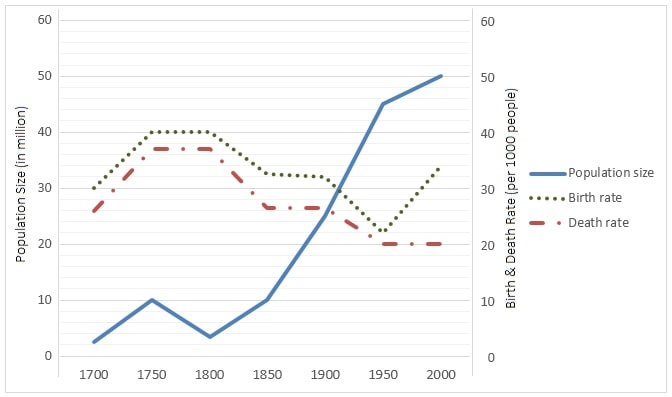 60
50
40
30
20
10
0
Population Size (in million)
1700 1750 1800 1850 1900 1950 2000
60
50
40
30
20
10
0
Birth & Death Rate (per 1000 people)
Population size
Birth rate
Death rate